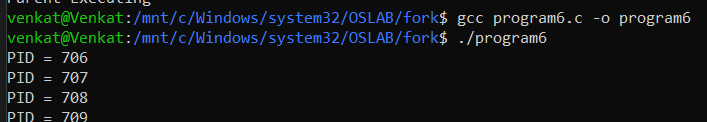 Parent Executing
venkat@Venkat:/mnt/c/Windows/system32/OSLAB/fork$ gcc program6.c -o program6
venkat@Venkat:/mnt/c/Windows/system32/OSLAB/fork$ ./program6
PID = 706
PID = 707
PID = 708
PID = 709